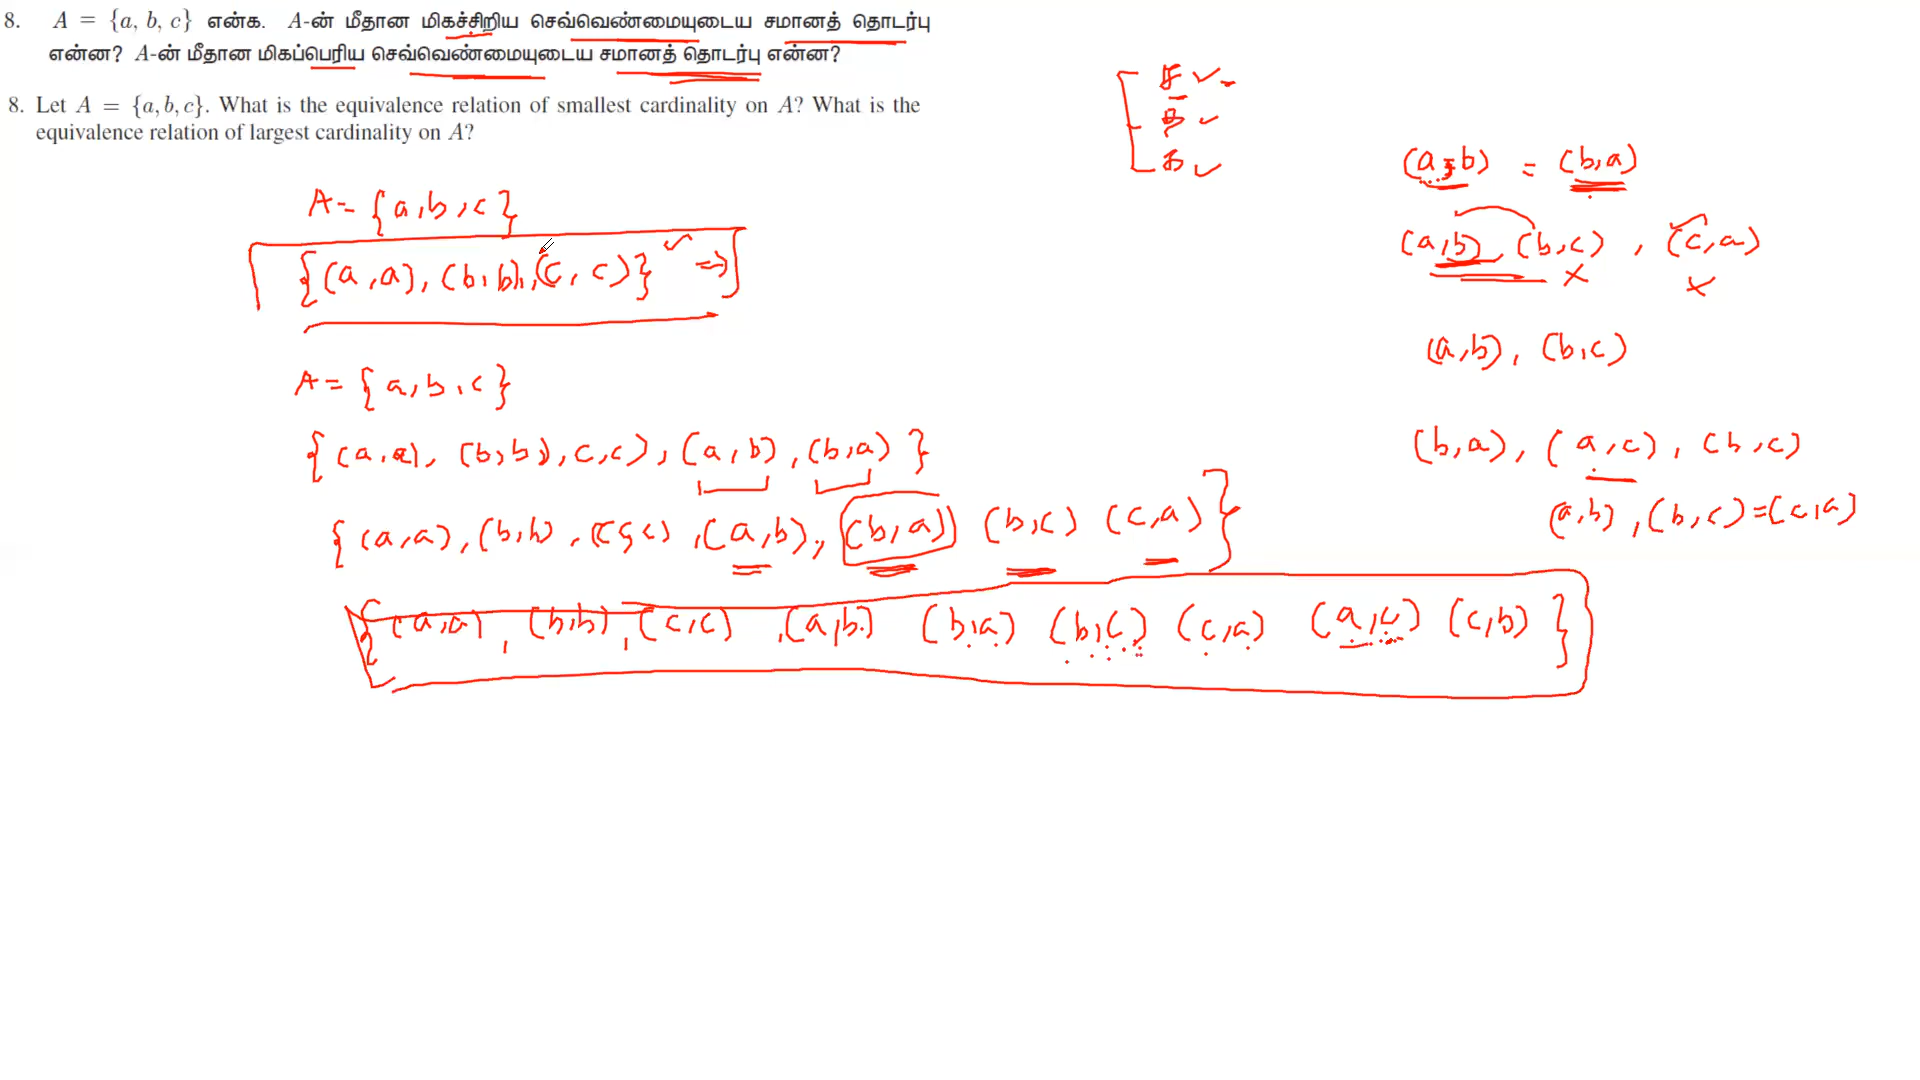 8. A = {a, b, c} என்க. A-ன் மீதான மிகச்சிறிய செவ்வெண்மையுடைய சமானத் தொடர்பு
என்ன? A-ன் மீதான மிகப்பெரிய செவ்வெண்மையுடைய சமானத் தொடர்பு என்ன?
8. Let A = {a, b, c}. What is the equivalence relation of smallest cardinality on A? What is the
equivalence relation of largest cardinality on A?
(a,b) = (b,a)
A = {a,b,c}
(a,b), (b,c), (c,a)
{(a,a), (b,b), (c,c)} ✓ ⇒
(a,b), (b,c)
A = {a,b,c}
{(a,a), (b,b), (c,c), (a,b), (b,a)}
(b,a), (a,c), (b,c)
{(a,a), (b,b), (c,c), (a,b), (b,a) (b,c) (c,a)}
(a,b), (b,c) = (c,a)
{(a,a), (b,b), (c,c), (a,b) (b,a) (b,c) (c,a) (a,c) (c,b)}